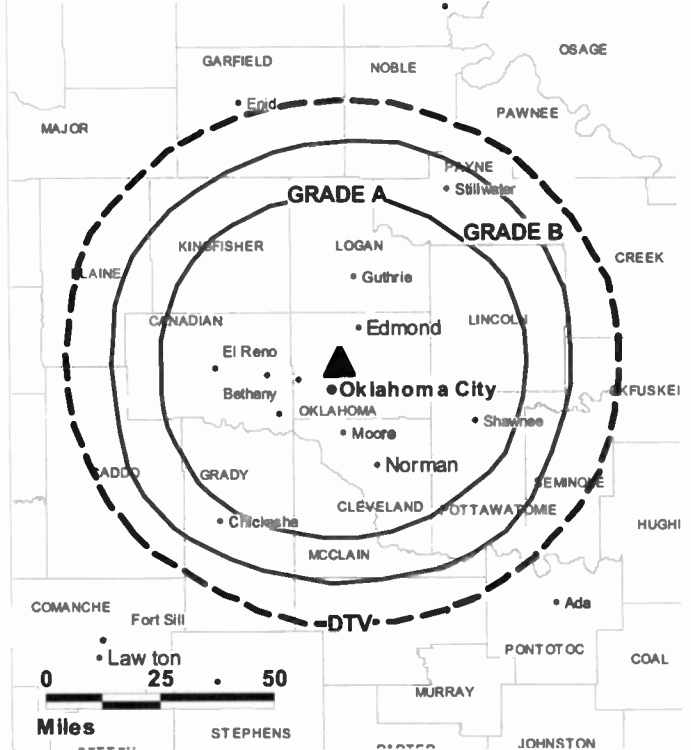 OSAGE
GARFIELD
NOBLE
Enid
PAWNEE
MAJOR
PAYNE
Stillwater
GRADE A
GRADE B
KINGFISHER
LOGAN
CREEK
BLAINE
Guthrie
CANADIAN
LINCOLN
Edmond
El Reno
Bethany
Oklahoma City
OKFUSKEE
OKLAHOMA
Shawnee
Moore
Norman
CADDO
GRADY
SEMINOLE
CLEVELAND
POTTAWATOMIE
Chickasha
HUGHI
MCCLAIN
COMANCHE
Ada
Fort Sill
DTV
PONTOTOC
Lawton
COAL
0 25 50
MURRAY
Miles
STEPHENS
JOHNSTON